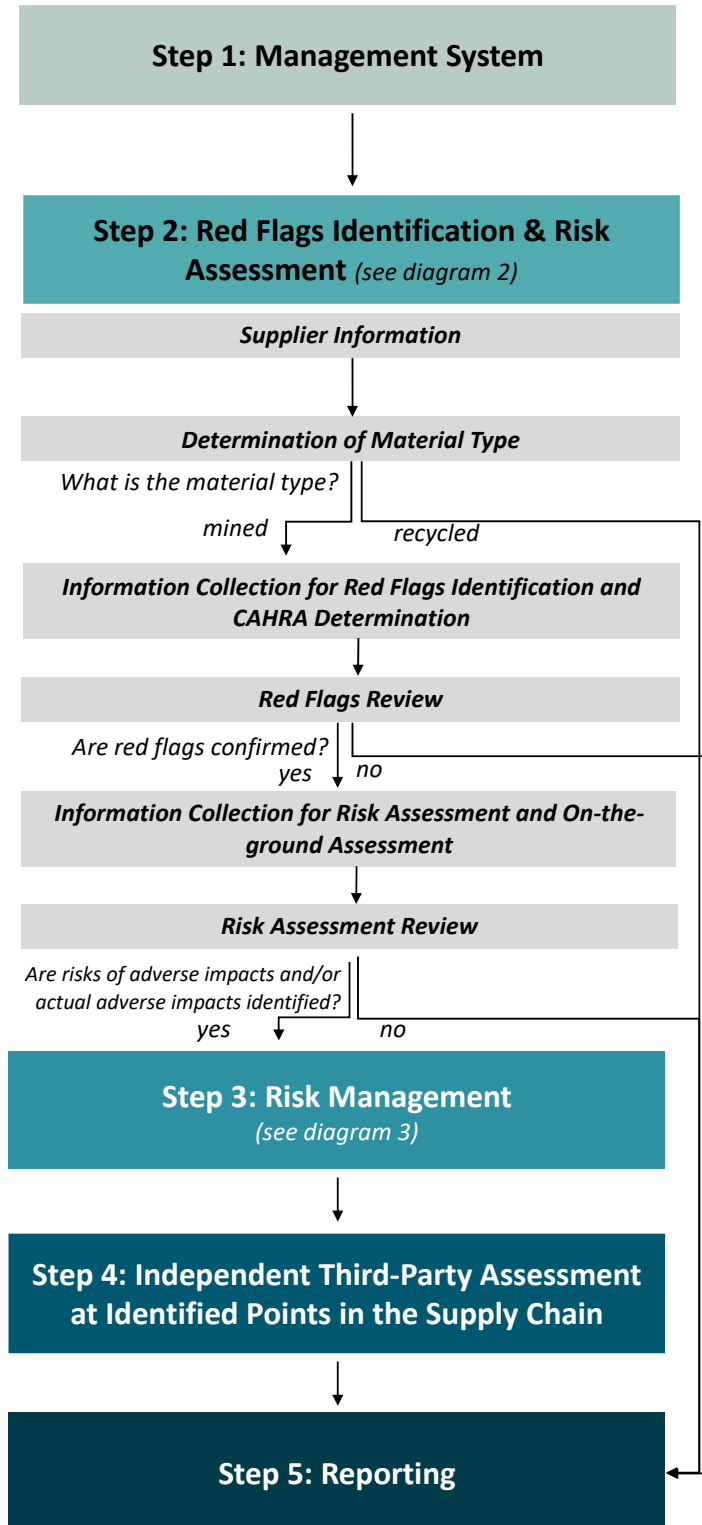 Step 1: Management System
Step 2: Red Flags Identification & Risk
Assessment (see diagram 2)
Supplier Information
Determination of Material Type
What is the material type?
mined
recycled
Information Collection for Red Flags Identification and
CAHRA Determination
Red Flags Review
Are red flags confirmed?
yes
no
Information Collection for Risk Assessment and On-the-
ground Assessment
Risk Assessment Review
Are risks of adverse impacts and/or
actual adverse impacts identified?
yes
no
Step 3: Risk Management
(see diagram 3)
Step 4: Independent Third-Party Assessment
at Identified Points in the Supply Chain
Step 5: Reporting